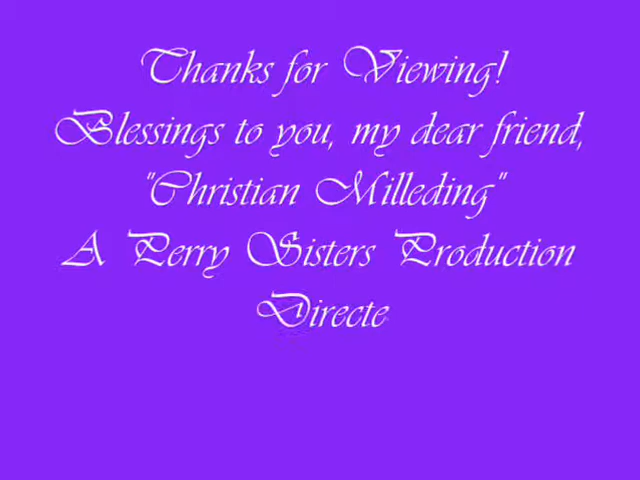 Thanks for Viewing!
Blessings to you, my dear friend,
"Christian Milleding"
A Perry Sisters Production
Directe